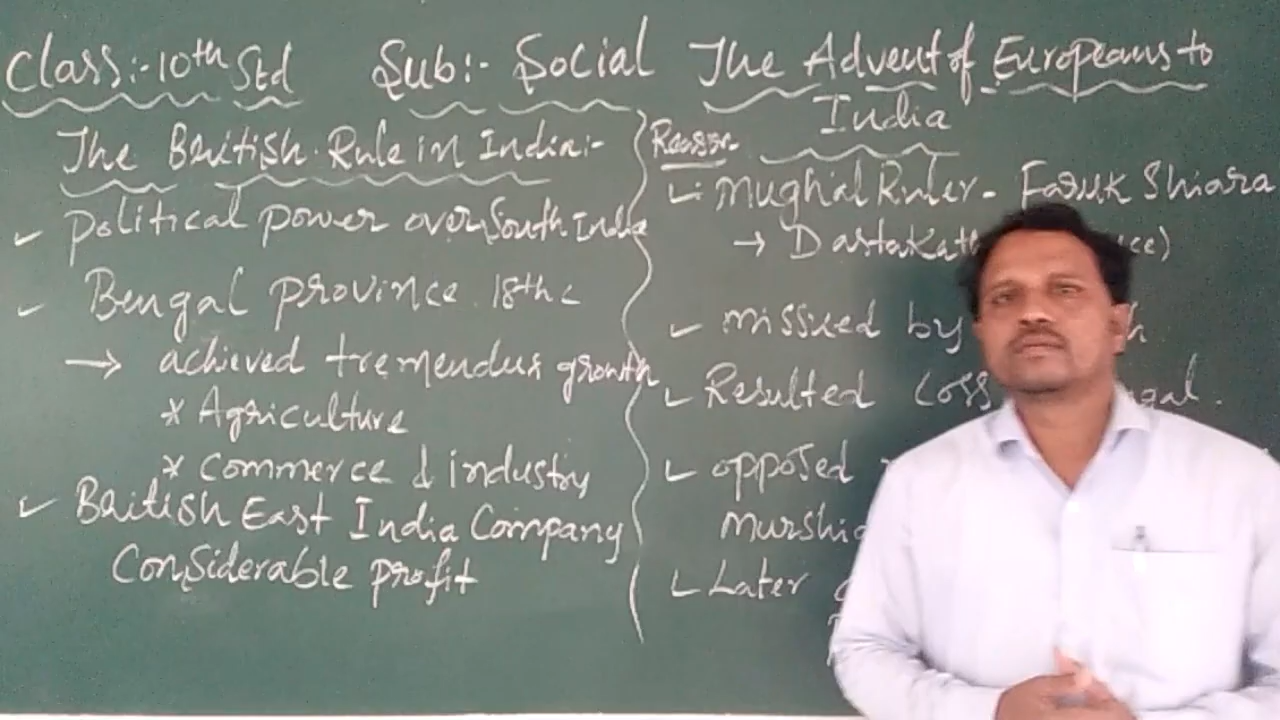 Class:-10th Std Sub:- Social The Advent of Europeans to
India
The British Rule in India:-
✓ Political power over South India
✓ Bengal province 18th c
→ achieved tremendus growth
* Agriculture
* Commerce & industry
✓ British East India Company
Considerable profit
Reason-
Mughal Ruler - Faruk Shiara
→
✓ missued by
✓ Resulted Loss
✓ opposed
✓ Later